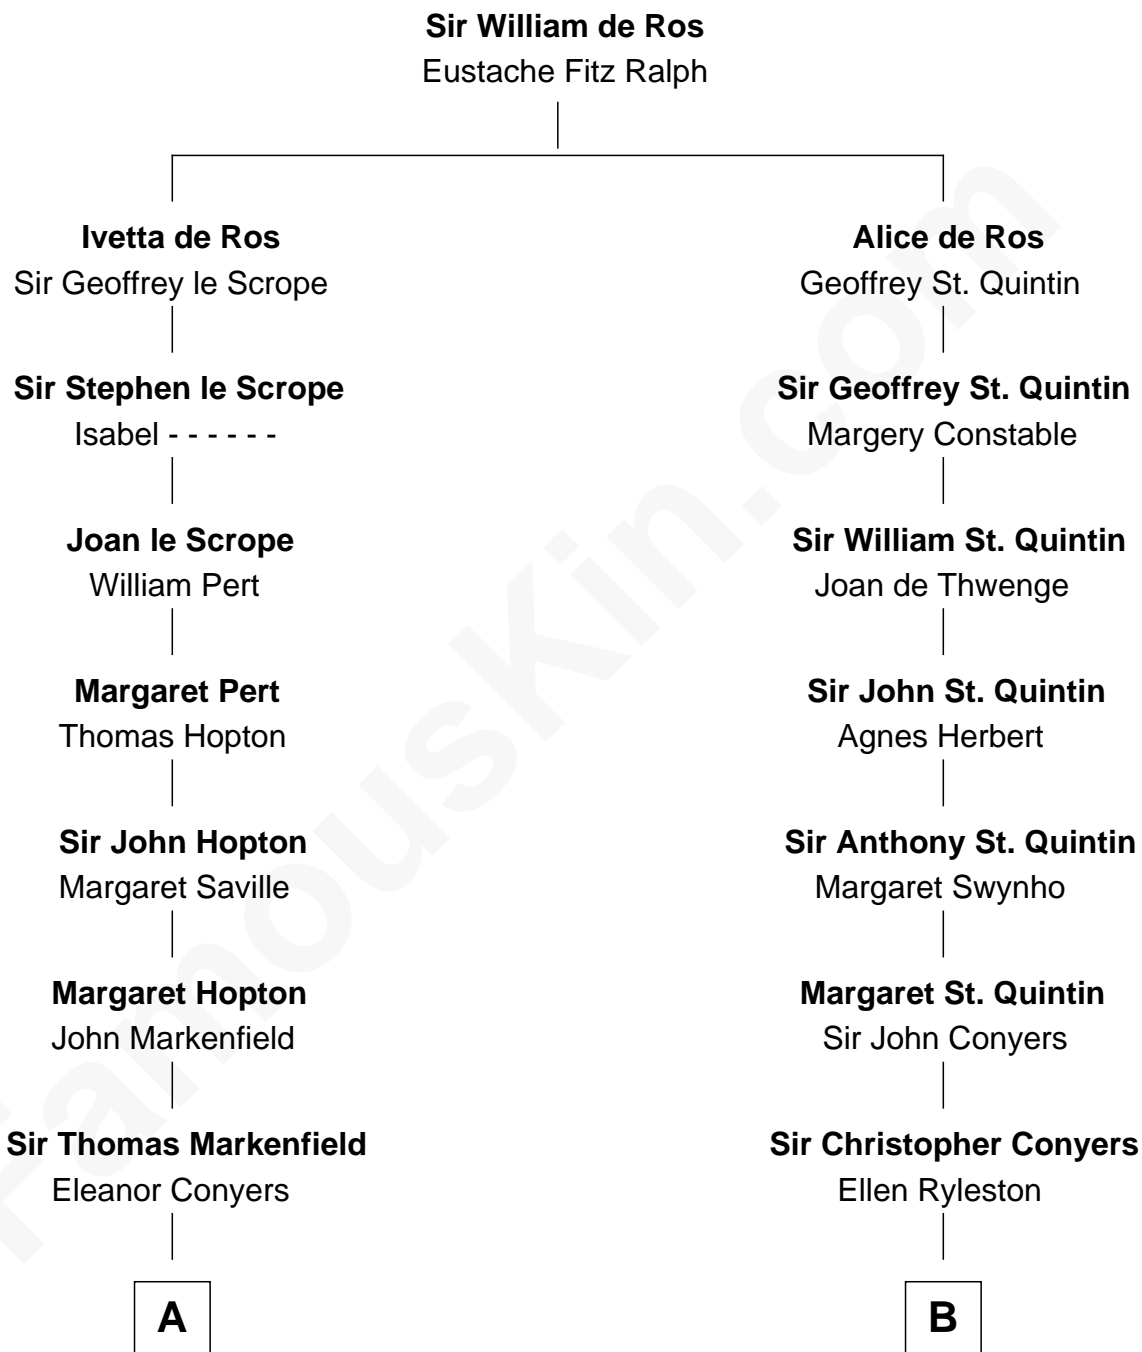 Sir William de Ros
Eustache Fitz Ralph
Ivetta de Ros
Sir Geoffrey le Scrope
Alice de Ros
Geoffrey St. Quintin
Sir Stephen le Scrope
Isabel - - - - - -
Sir Geoffrey St. Quintin
Margery Constable
Joan le Scrope
William Pert
Sir William St. Quintin
Joan de Thwenge
Margaret Pert
Thomas Hopton
Sir John St. Quintin
Agnes Herbert
Sir John Hopton
Margaret Saville
Sir Anthony St. Quintin
Margaret Swynho
Margaret Hopton
John Markenfield
Margaret St. Quintin
Sir John Conyers
Sir Thomas Markenfield
Eleanor Conyers
Sir Christopher Conyers
Ellen Ryleston
A
B
FamousKin.com